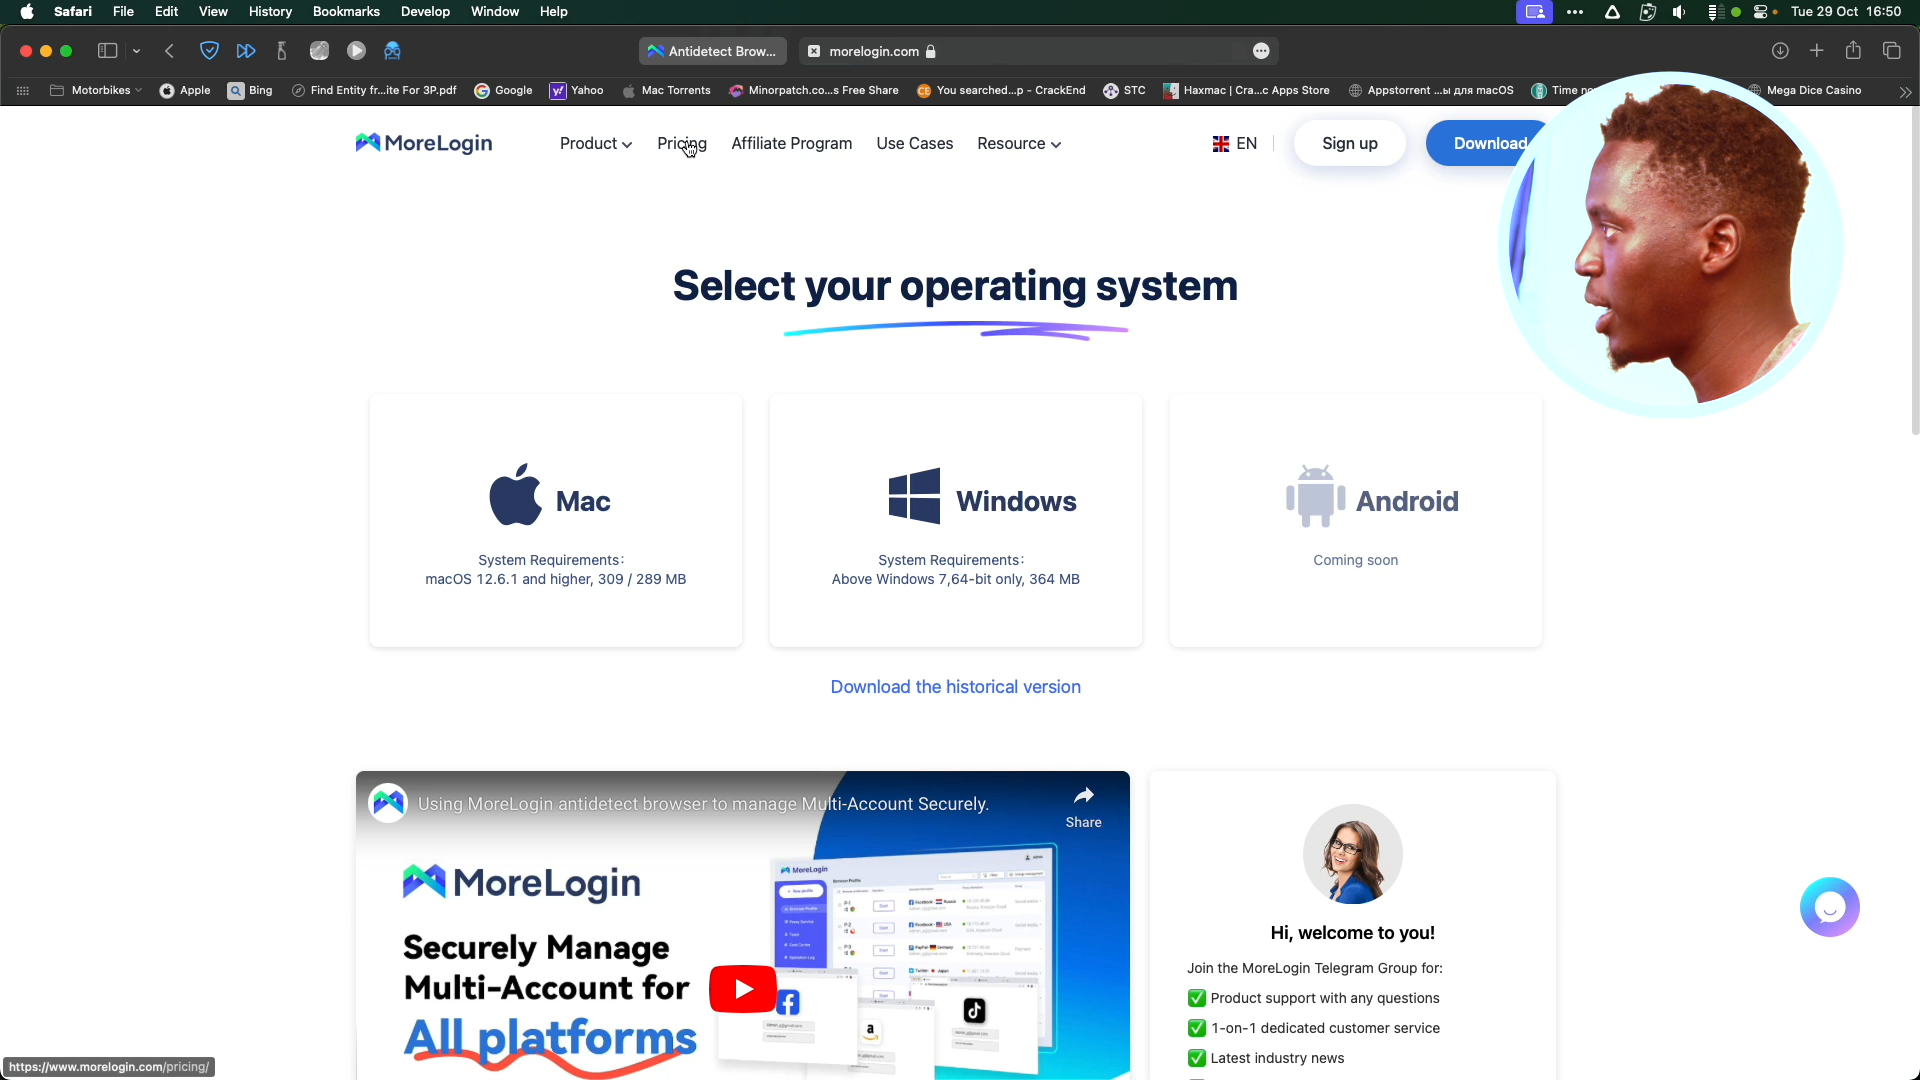 Safari File Edit View History Bookmarks Develop Window Help
Tue 29 Oct 16:50
Antidetect Brow...
morelogin.com
Motorbikes
Apple
Bing
Find Entity fr...ite For 3P.pdf
Google
Yahoo
Mac Torrents
Minorpatch.co...s Free Share
CE You searched...p - CrackEnd
STC
Haxmac | Cra...c Apps Store
Appstorrent ...ы для macOS
Mega Dice Casino
MoreLogin
Product
Pricing
Affiliate Program
Use Cases
Resource
EN
Sign up
Download
Select your operating system
Mac
System Requirements:
macOS 12.6.1 and higher, 309 / 289 MB
Windows
System Requirements:
Above Windows 7,64-bit only, 364 MB
Android
Coming soon
Download the historical version
Using MoreLogin antidetect browser to manage Multi-Account Securely.
Share
MoreLogin
Securely Manage
Multi-Account for
All platforms
MoreLogin
Hi, welcome to you!
Join the MoreLogin Telegram Group for:
Product support with any questions
1-on-1 dedicated customer service
Latest industry news
https://www.morelogin.com/pricing/